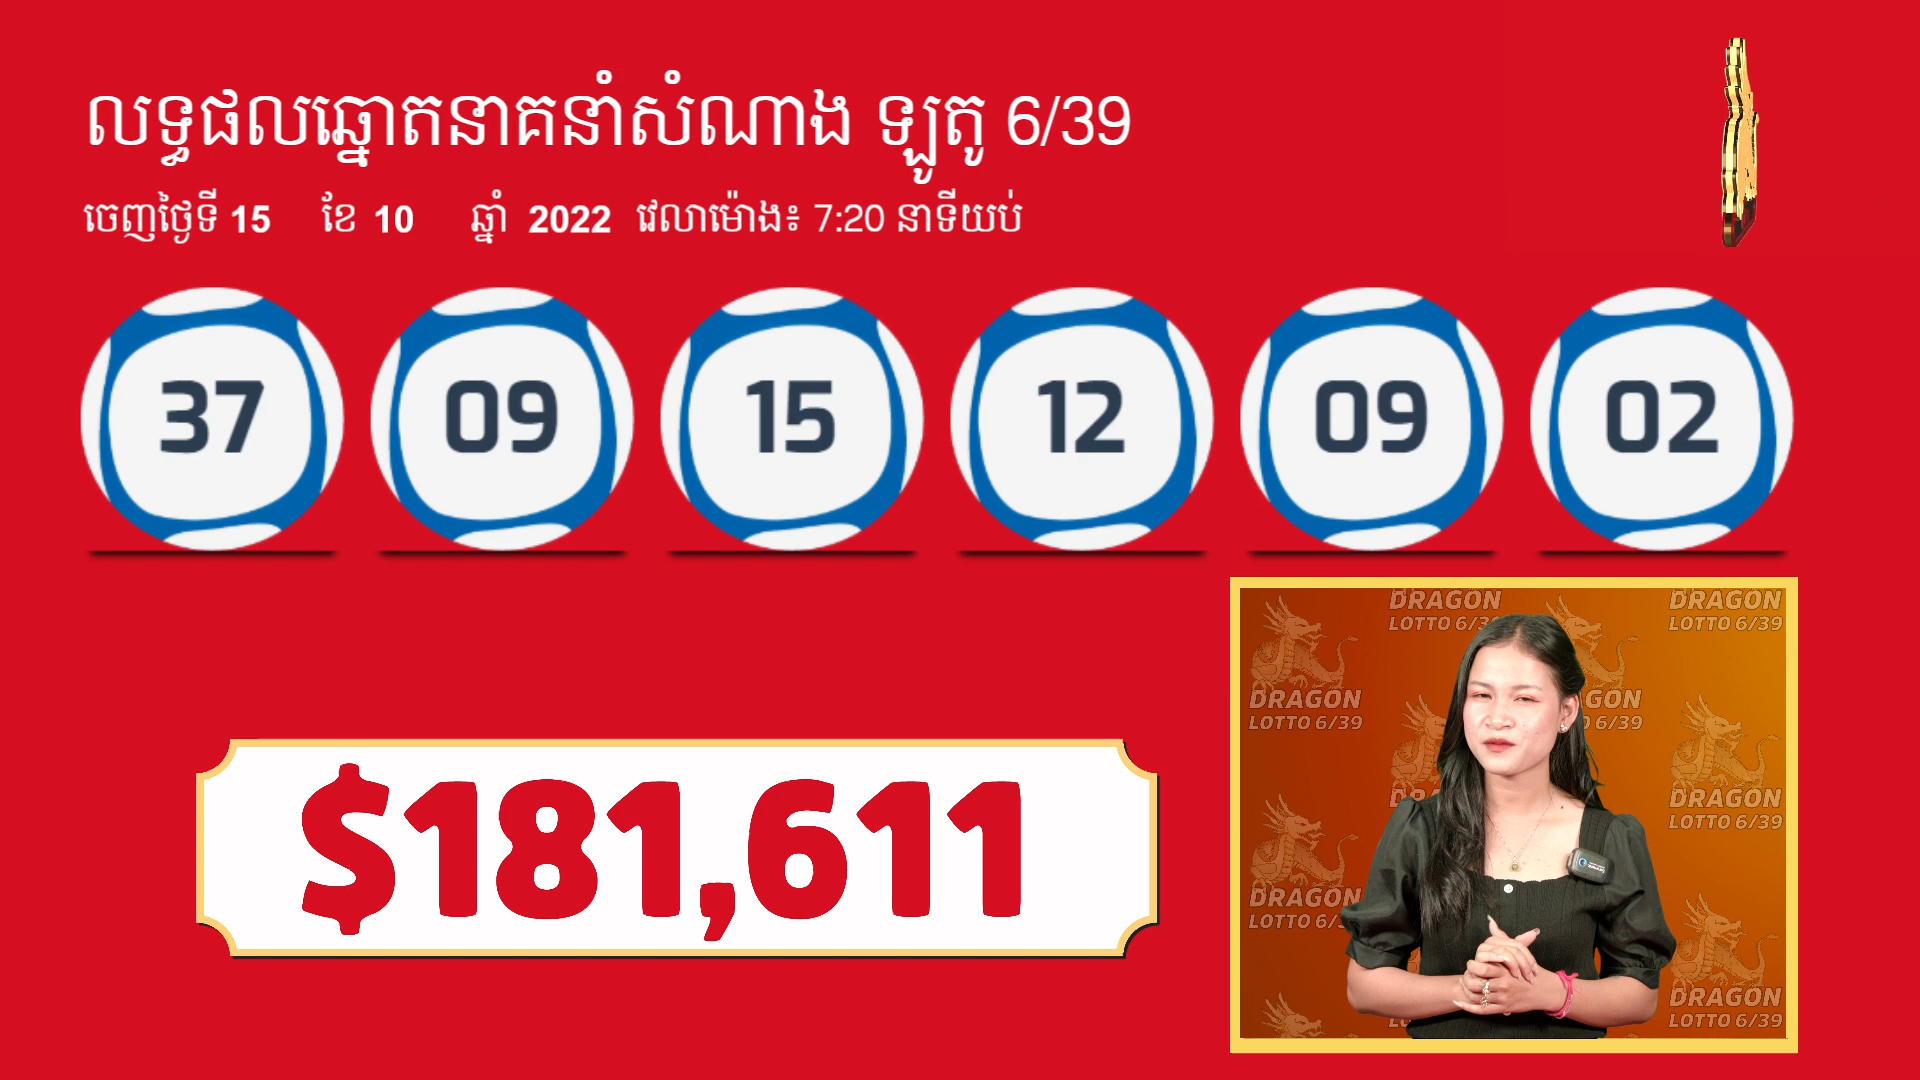 លទ្ធផលឆ្នោតនាគនាំសំណាង ឡូតូ 6/39
ចេញថ្ងៃទី 15 ខែ 10 ឆ្នាំ 2022 វេលាម៉ោង៖ 7:20 នាទីយប់
37 09 15 12 09 02
$181,611
DRAGON
LOTTO 6/39
DRAGON
LOTTO 6/39
DRAGON
LOTTO 6/39
GON
6/39
DRAGON
LOTTO 6/39
DRAGON
LOTTO 6/
DRAGON
LOTTO 6/39